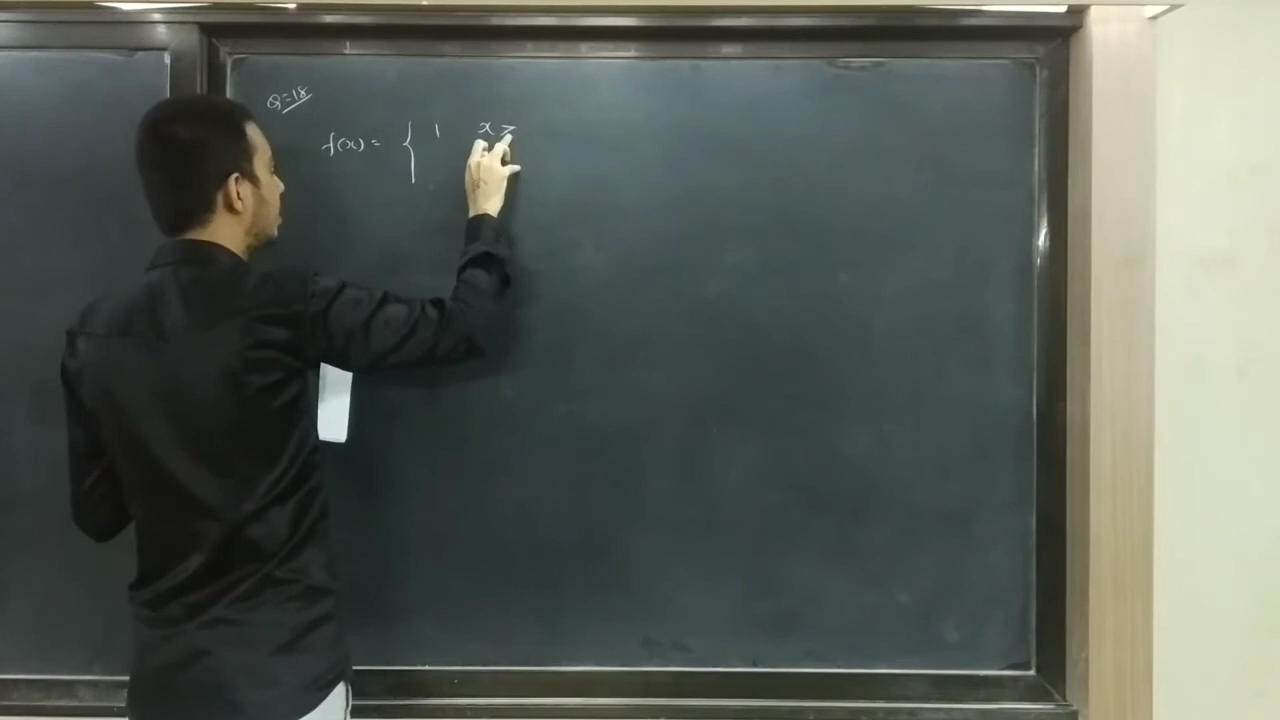 Q=18
f(x) = { 1 x >